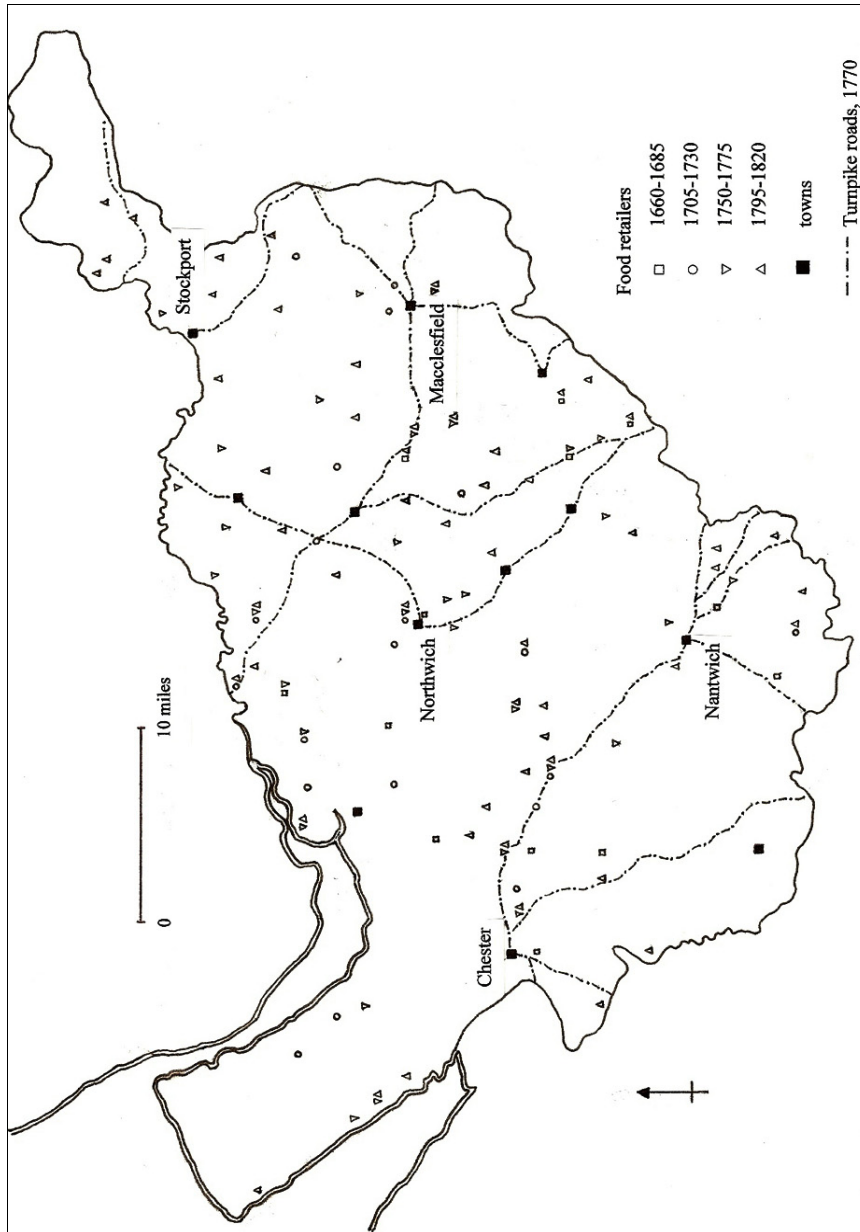 Stockport
Macclesfield
Northwich
Nantwich
Chester
0
10 miles
Food retailers
1660-1685
1705-1730
1750-1775
1795-1820
towns
Turnpike roads, 1770